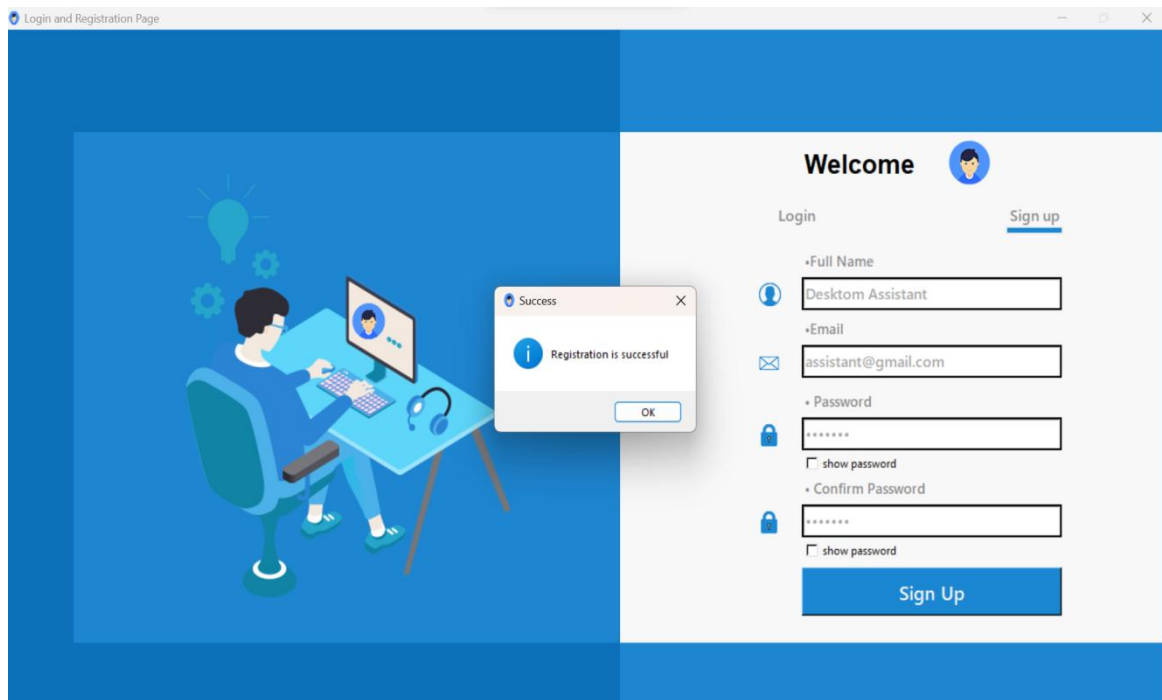 Login and Registration Page
Welcome
Login Sign up
•Full Name
Desktom Assistant
•Email
assistant@gmail.com
• Password
•••••••
show password
• Confirm Password
•••••••
show password
Sign Up
Success
Registration is successful
OK